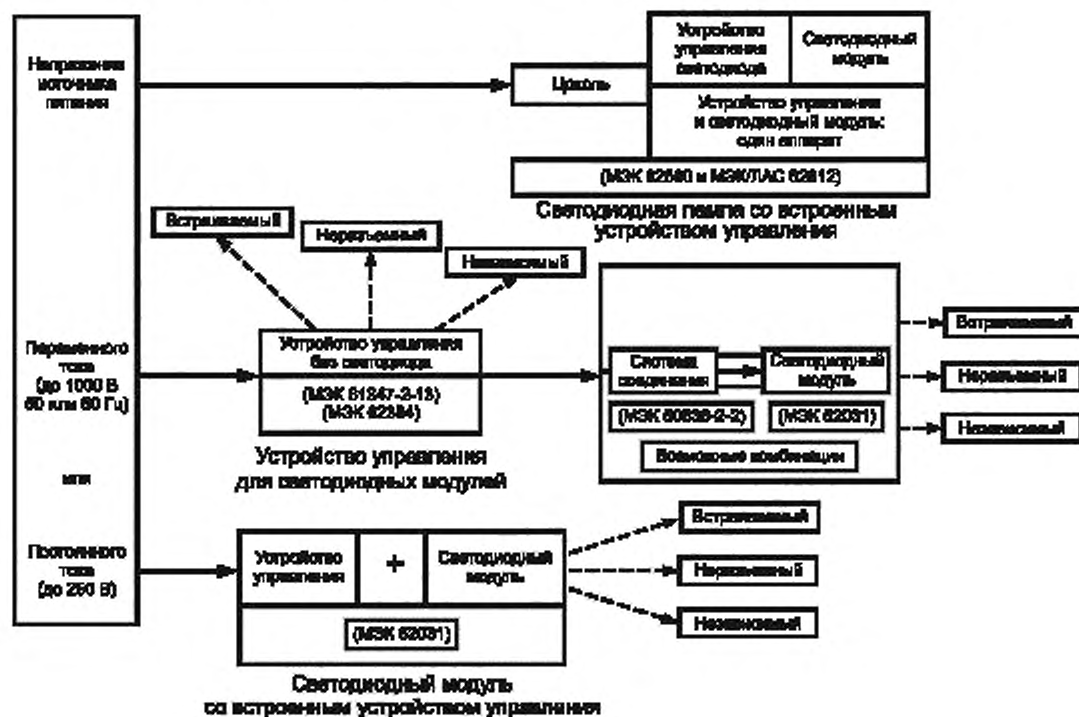 Напряжение
источника
питания
Переменного
тока
(до 1000 В
50 или 60 Гц)
или
Постоянного
тока
(до 250 В)
Цоколь
Устройство
управления
светодиода
Светодиодный
модуль
Устройство управления
и светодиодный модуль:
один аппарат
(МЭК 62560 и МЭК/ПАС 62612)
Светодиодная лампа со встроенным
устройством управления
Встраиваемый
Неразъемный
Независимый
Устройство управления
без светодиода
(МЭК 61347-2-13)
(МЭК 62384)
Устройство управления
для светодиодных модулей
Система
соединения
Светодиодный
модуль
(МЭК 60838-2-2)
(МЭК 62031)
Возможные комбинации
Встраиваемый
Неразъемный
Независимый
Устройство
управления
+
Светодиодный
модуль
(МЭК 62031)
Светодиодный модуль
со встроенным устройством управления
Встраиваемый
Неразъемный
Независимый